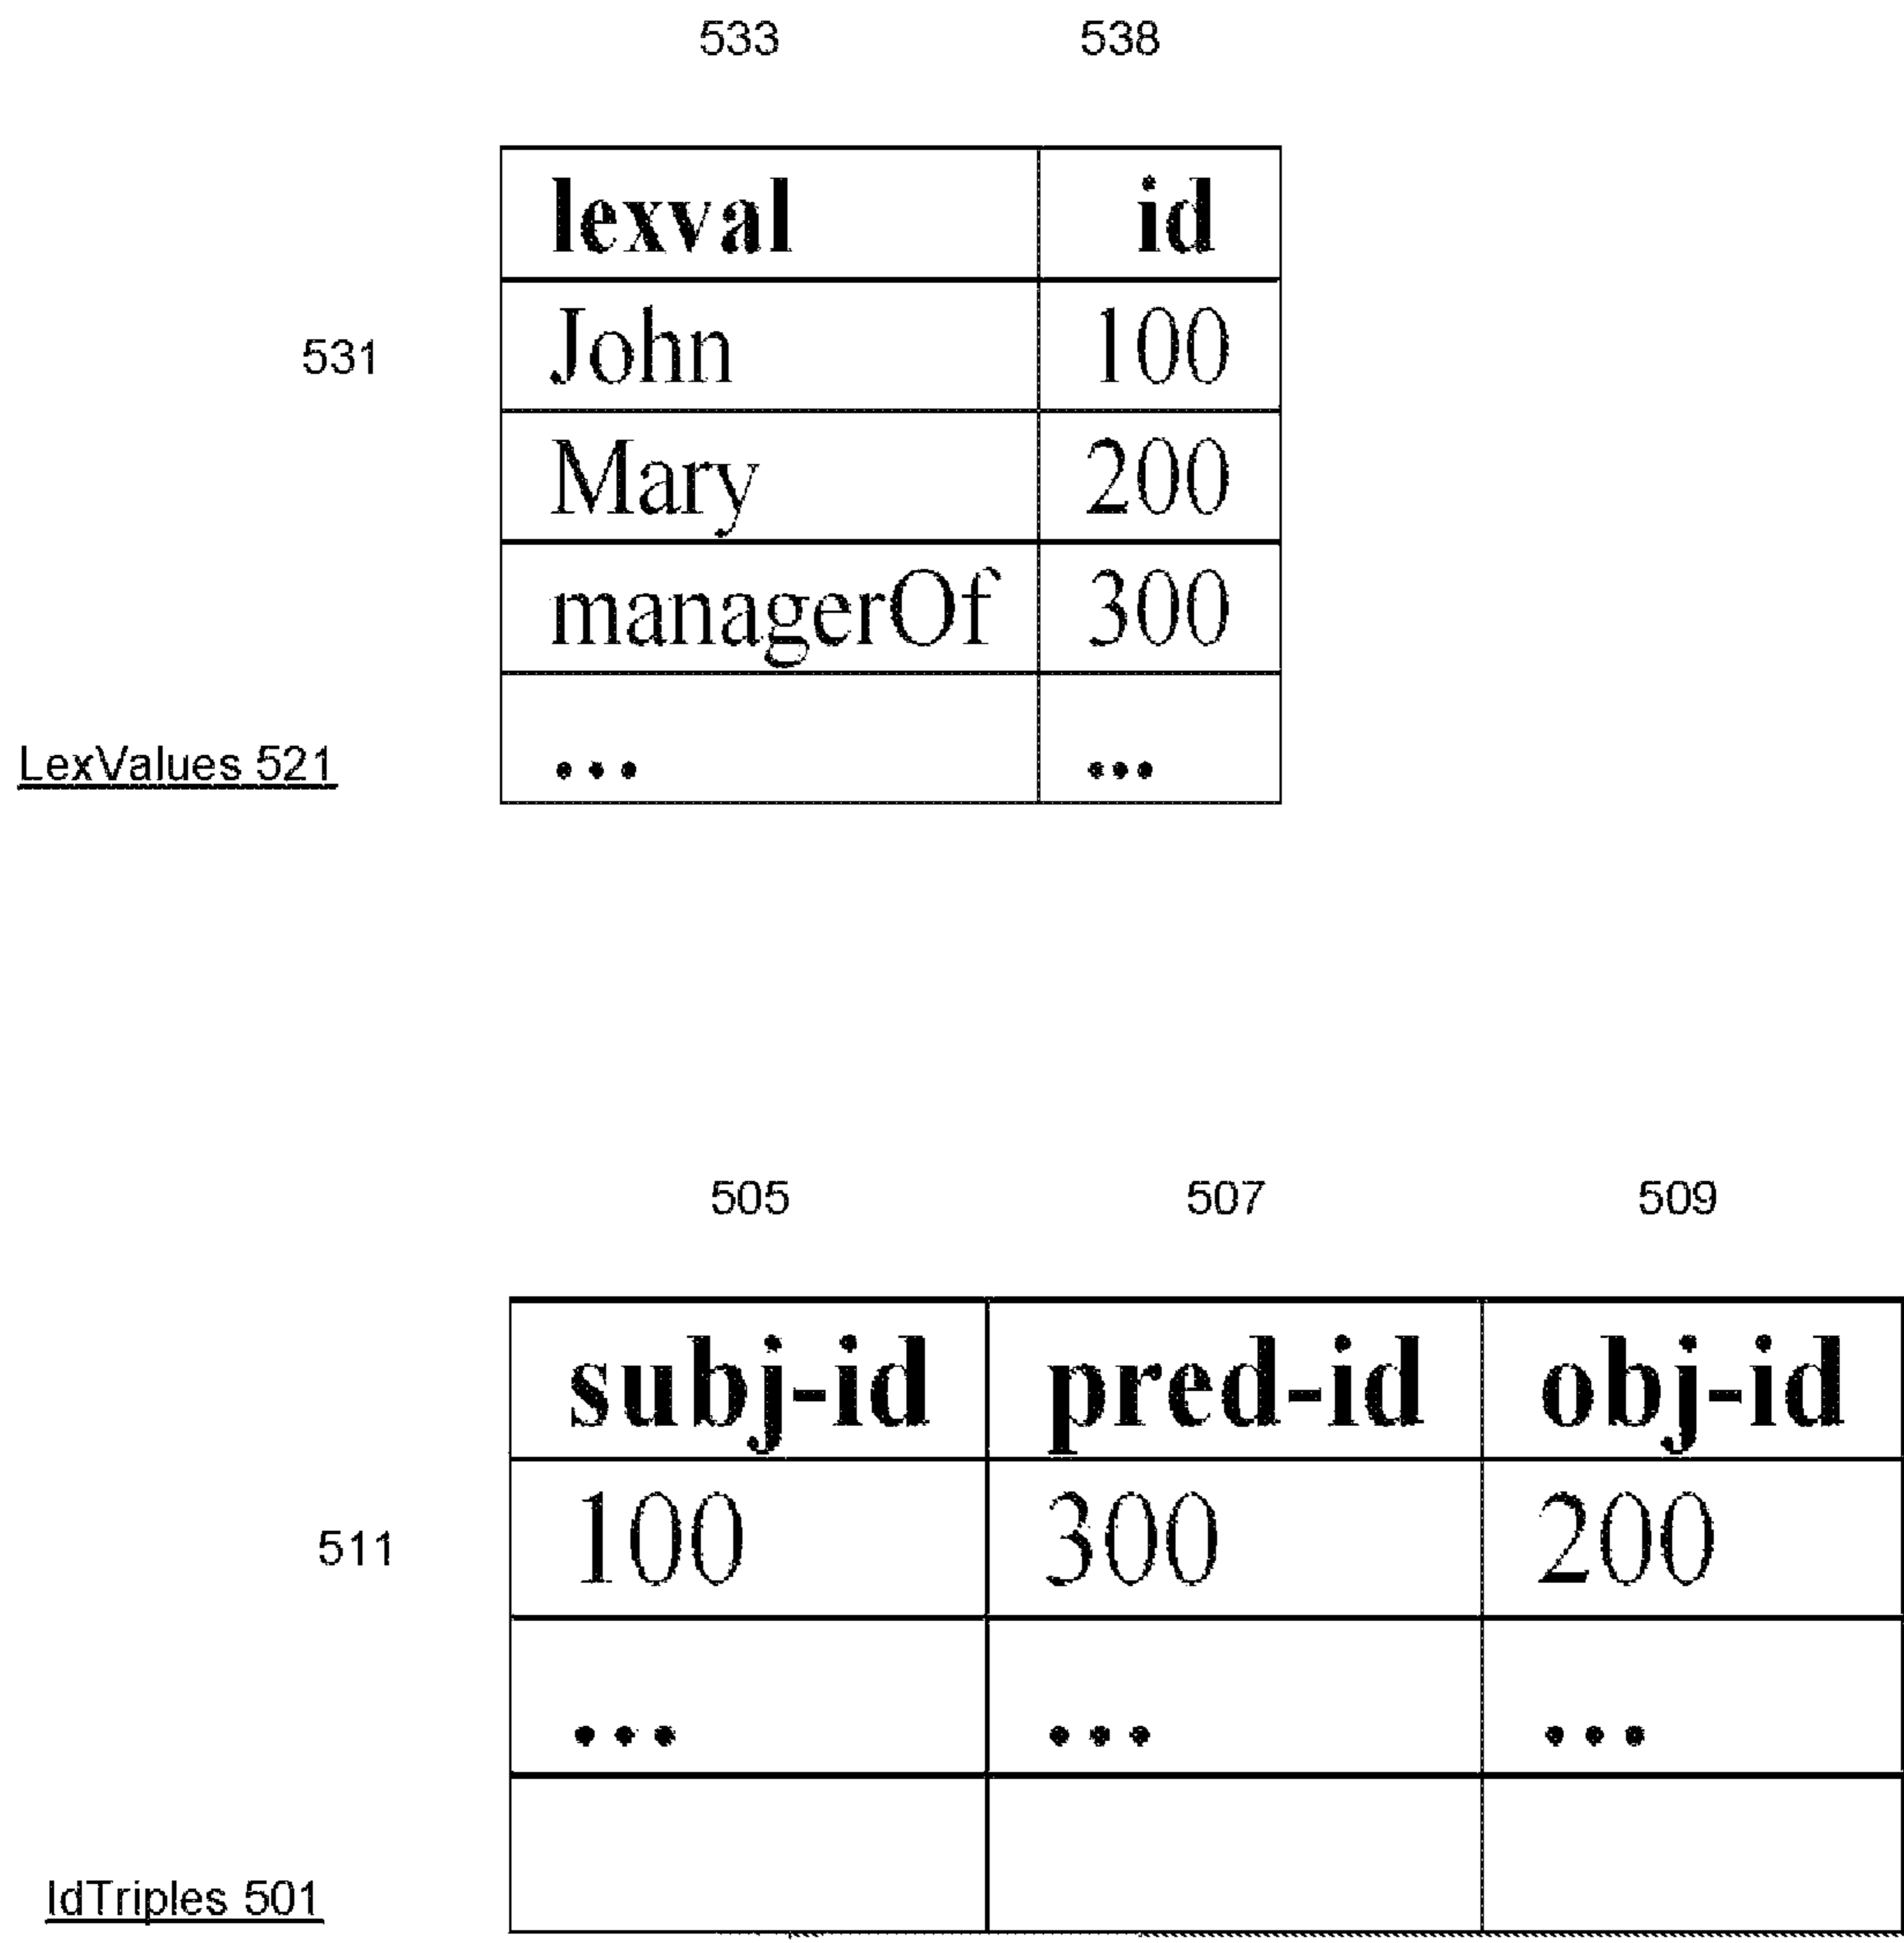 533 538
lexval id
531 John 100
Mary 200
managerOf 300
LexValues 521 ... ...
505 507 509
subj-id pred-id obj-id
511 100 300 200
... ... ...
IdTriples 501